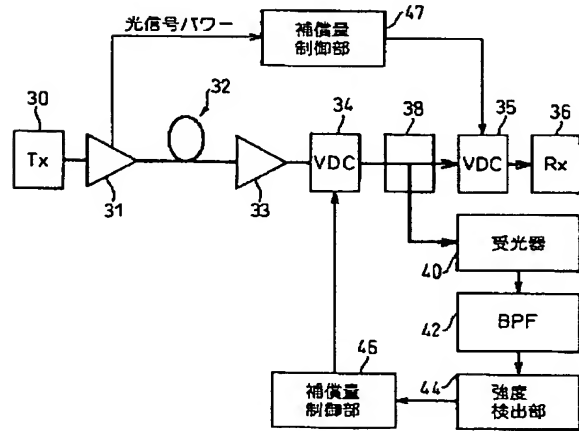 光信号パワー
補償量
制御部
47
32
30
34
38
35
36
Tx
VDC
VDC
Rx
31
33
受光器
40
BPF
42
46
44
補償量
制御部
強度
検出部